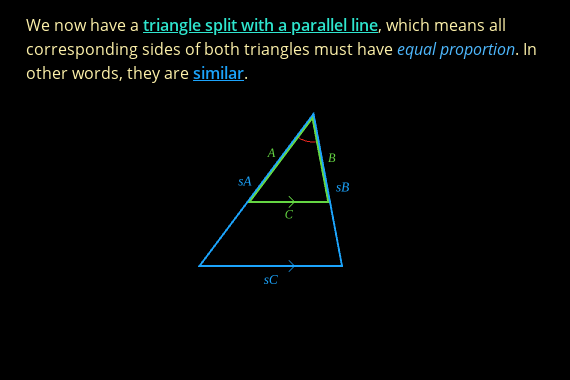 We now have a triangle split with a parallel line, which means all
corresponding sides of both triangles must have equal proportion. In
other words, they are similar.
A
B
sA
sB
C
sC